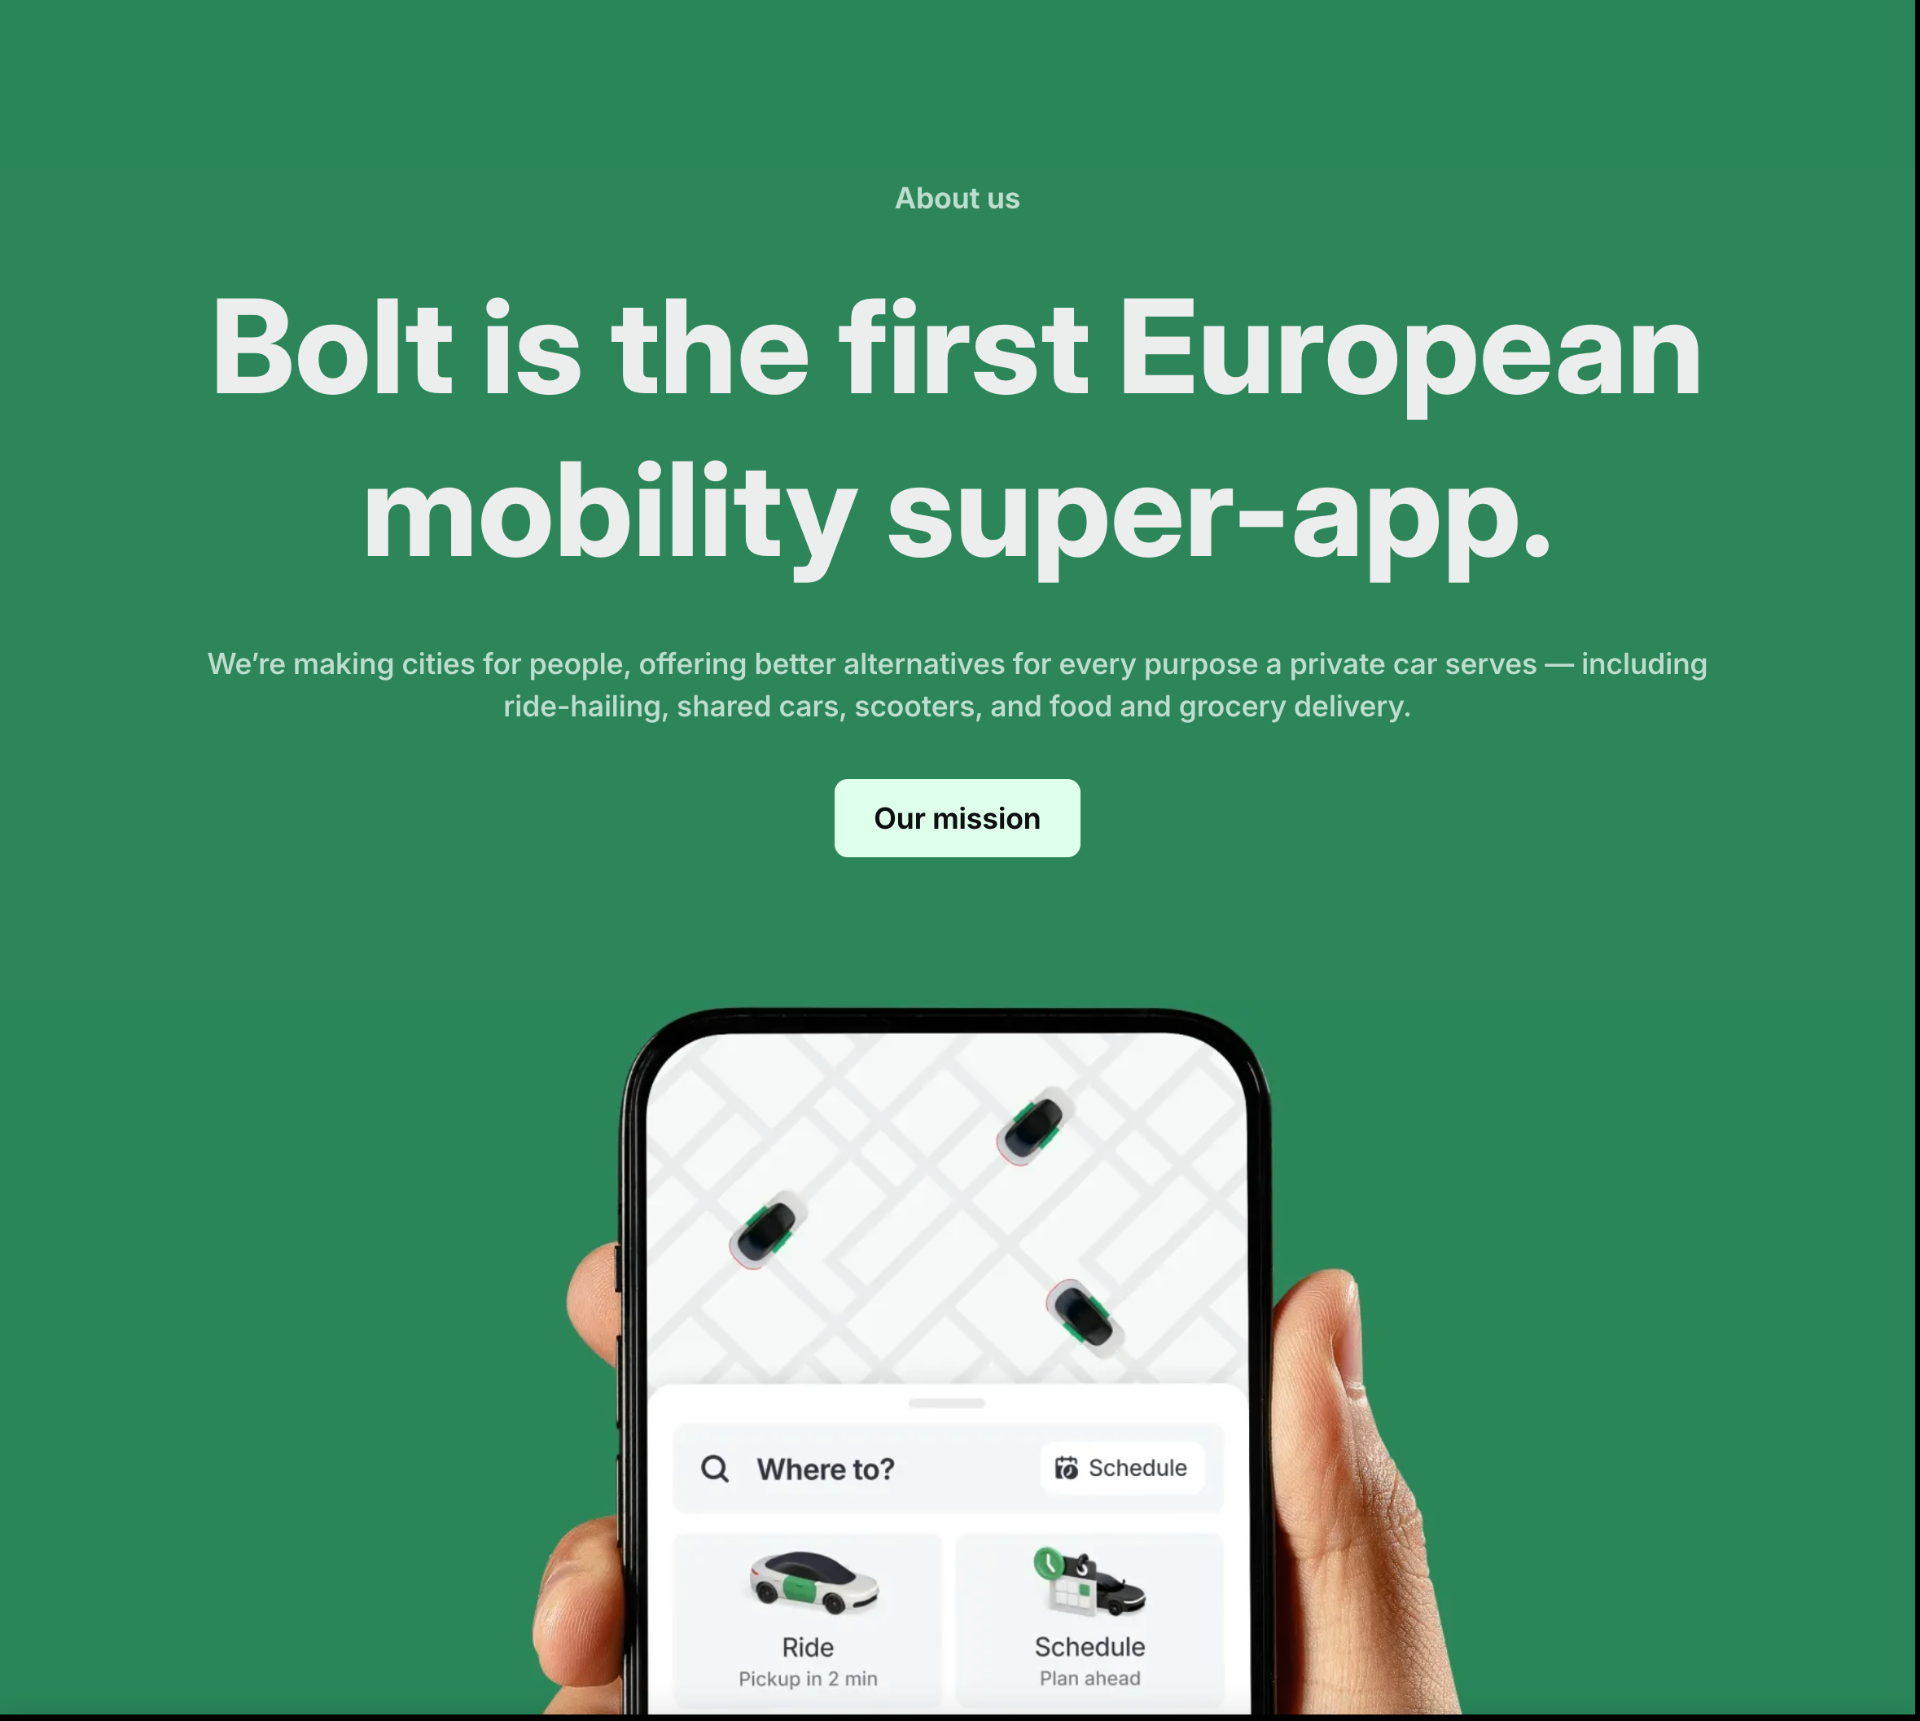 About us
Bolt is the first European
mobility super-app.
We’re making cities for people, offering better alternatives for every purpose a private car serves — including
ride-hailing, shared cars, scooters, and food and grocery delivery.
Our mission
Where to?
Schedule
Ride
Schedule
Pickup in 2 min
Plan ahead